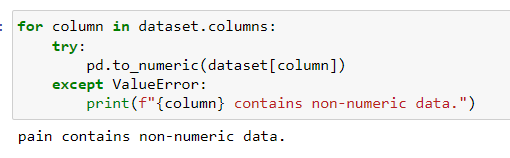 : for column in dataset.columns:
    try:
        pd.to_numeric(dataset[column])
    except ValueError:
        print(f"{column} contains non-numeric data.")
pain contains non-numeric data.